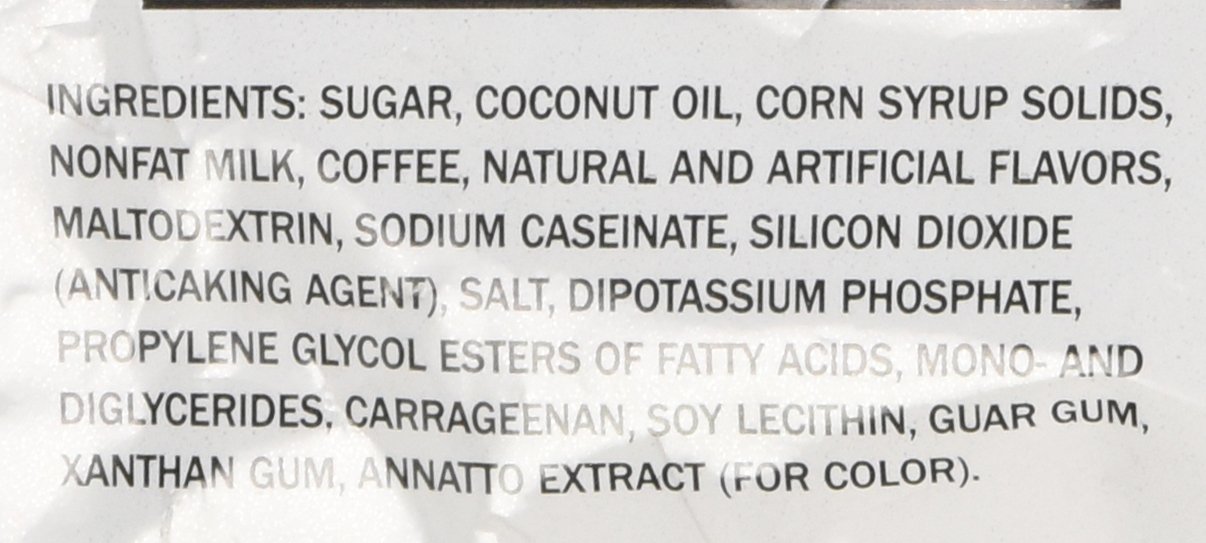 INGREDIENTS: SUGAR, COCONUT OIL, CORN SYRUP SOLIDS,
NONFAT MILK, COFFEE, NATURAL AND ARTIFICIAL FLAVORS,
MALTODEXTRIN, SODIUM CASEINATE, SILICON DIOXIDE
(ANTICAKING AGENT), SALT, DIPOTASSIUM PHOSPHATE,
PROPYLENE GLYCOL ESTERS OF FATTY ACIDS, MONO- AND
DIGLYCERIDES, CARRAGEENAN, SOY LECITHIN, GUAR GUM,
XANTHAN GUM, ANNATTO EXTRACT (FOR COLOR).